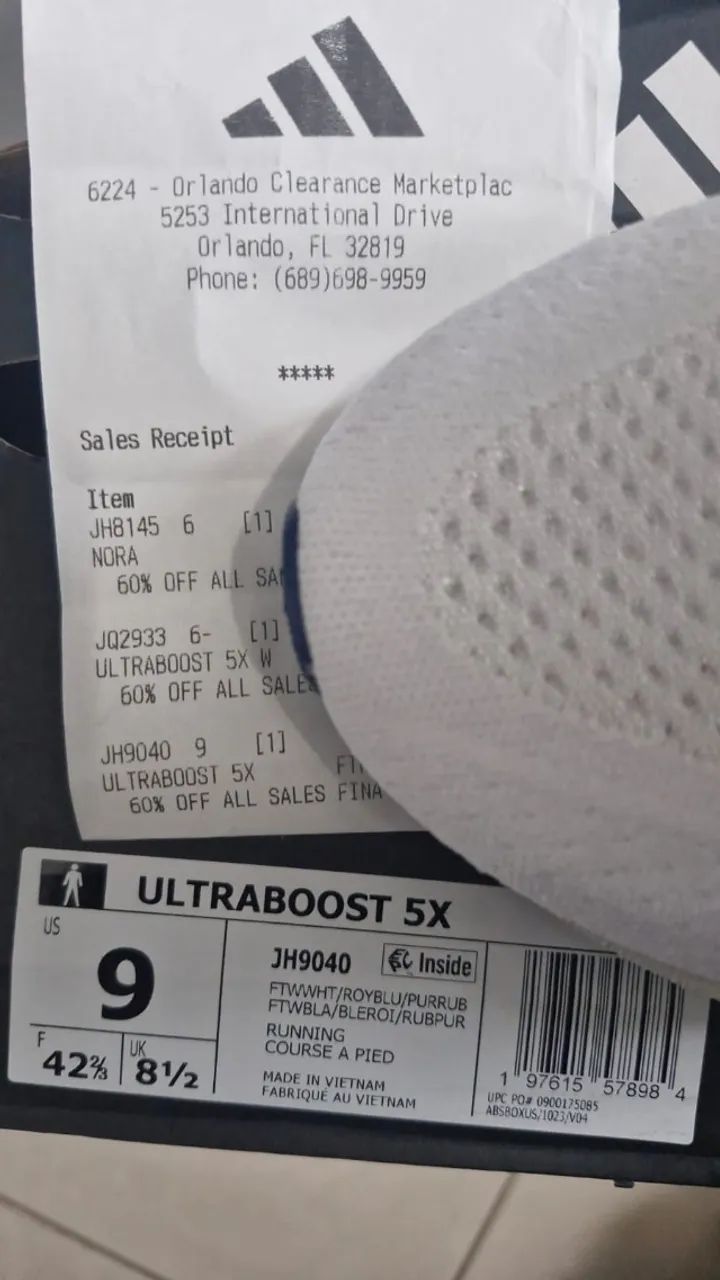 6224 - Orlando Clearance Marketplac
5253 International Drive
Orlando, FL 32819
Phone: (689)698-9959
*****
Sales Receipt
Item
JH8145 6 [1]
NORA
60% OFF ALL
JQ2933 6- [1]
ULTRABOOST 5X W
60% OFF ALL SALE
JH9040 9 [1]
ULTRABOOST 5X
60% OFF ALL SALES FINA
ULTRABOOST 5X
US
9
F
42⅔
UK
8½
JH9040
Inside
FTWWHT/ROYBLU/PURRUB
FTWBLA/BLEROI/RUBPUR
RUNNING
COURSE A PIED
MADE IN VIETNAM
FABRIQUÉ AU VIETNAM
1 97615 57898 4
UPC PO# 0900175085
ABSBOXUS/1023/V04